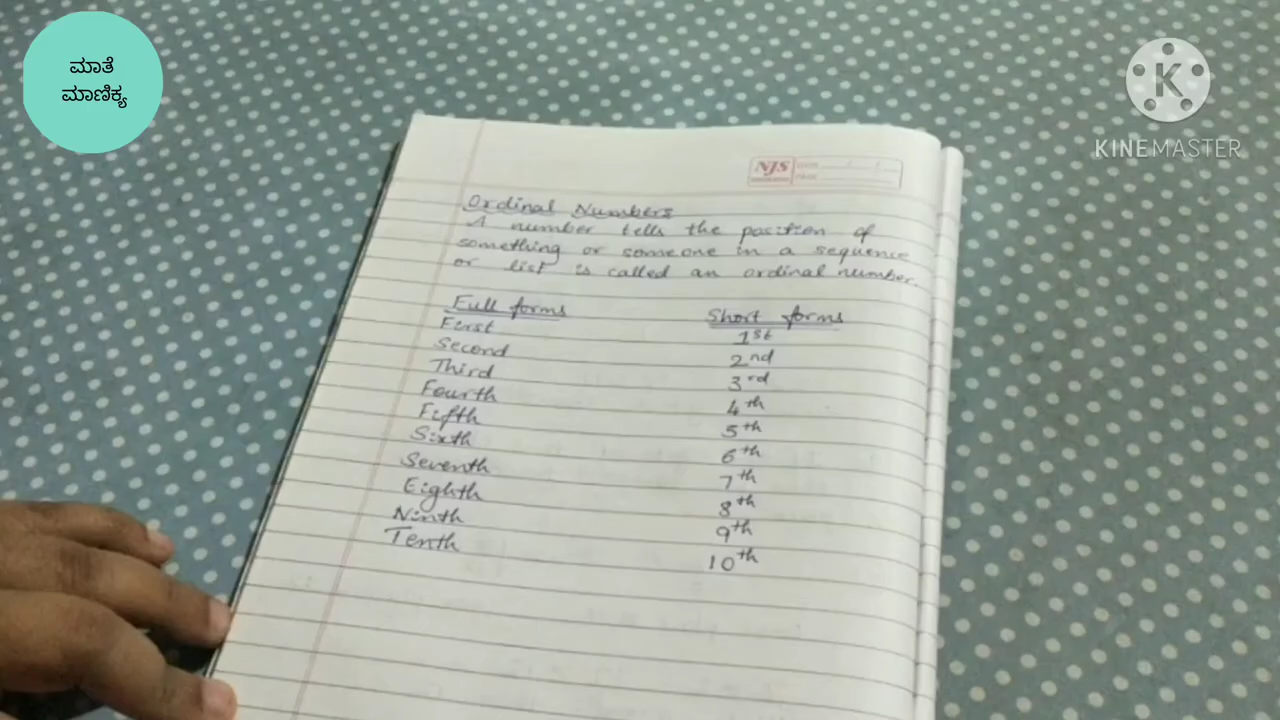 ಮಾತೆ
ಮಾಣಿಕ್ಯ
K
KINEMASTER
NJS
Ordinal Numbers
A number tells the position of
something or someone in a sequence
or list is called an ordinal number.
Full forms Short forms
First 1st
Second 2nd
Third 3rd
Fourth 4th
Fifth 5th
Sixth 6th
Seventh 7th
Eighth 8th
Ninth 9th
Tenth 10th